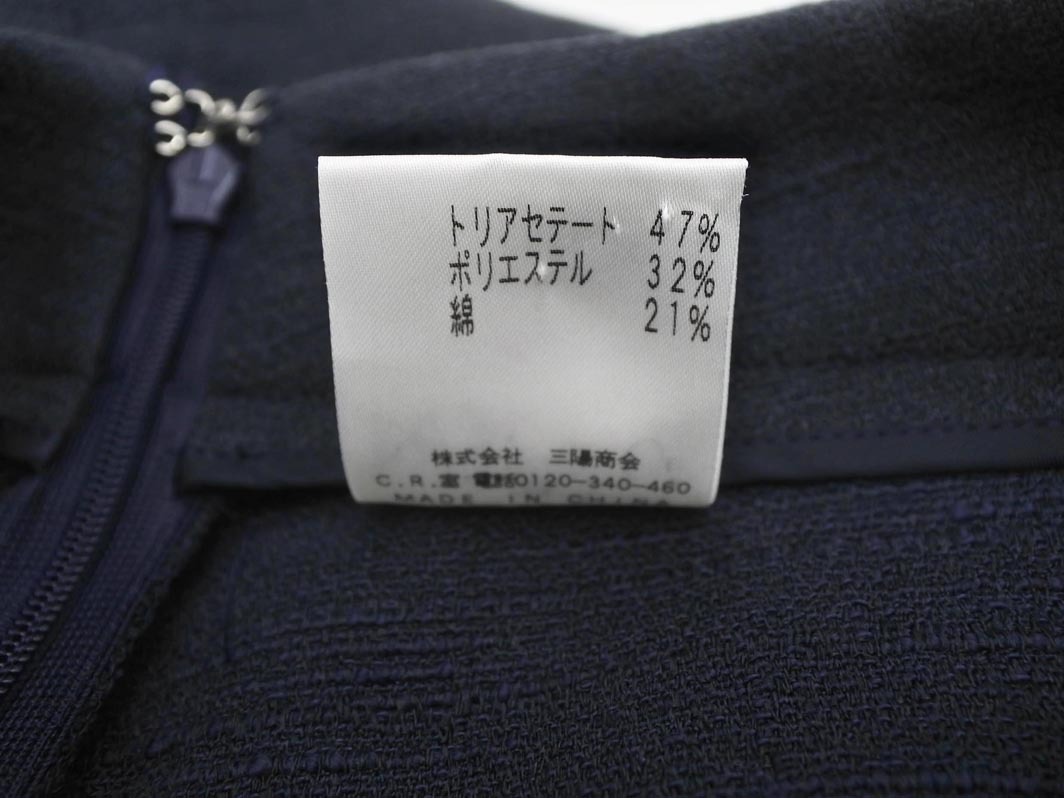 トリアセテート 47%
ポリエステル 32%
綿 21%
株式会社 三陽商会
C.R.室 電話0120-340-460
MADE IN CHINA